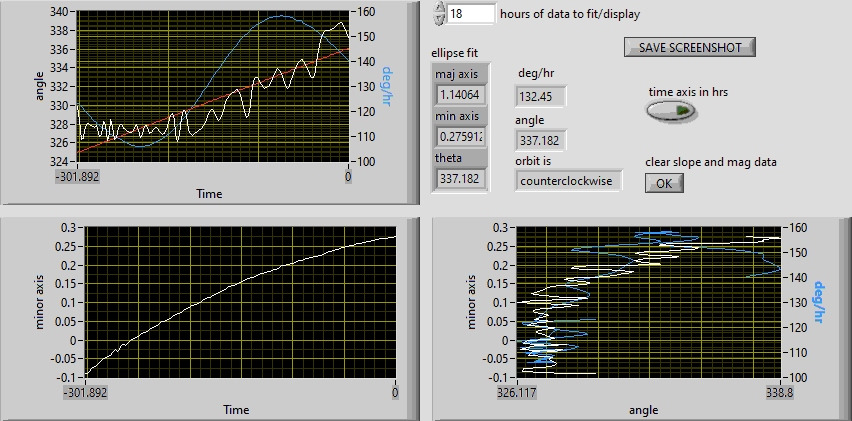 18 hours of data to fit/display
SAVE SCREENSHOT
ellipse fit
maj axis
1.14064
min axis
0.275912
theta
337.182
deg/hr
132.45
angle
337.182
orbit is
counterclockwise
time axis in hrs
clear slope and mag data
OK
340
338
336
334
332
330
328
326
324
angle
160
150
140
130
120
110
100
deg/hr
-301.892 0
Time
0.3
0.25
0.2
0.15
0.1
0.05
0
-0.05
-0.1
minor axis
-301.892 0
Time
0.3
0.25
0.2
0.15
0.1
0.05
0
-0.05
-0.1
minor axis
160
150
140
130
120
110
100
deg/hr
326.117 338.8
angle